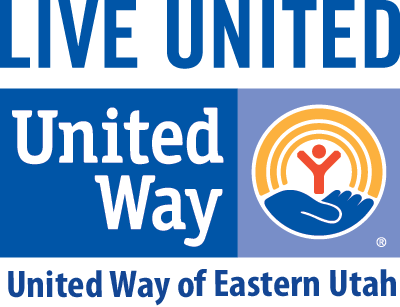 LIVE UNITED
United
Way
®
United Way of Eastern Utah